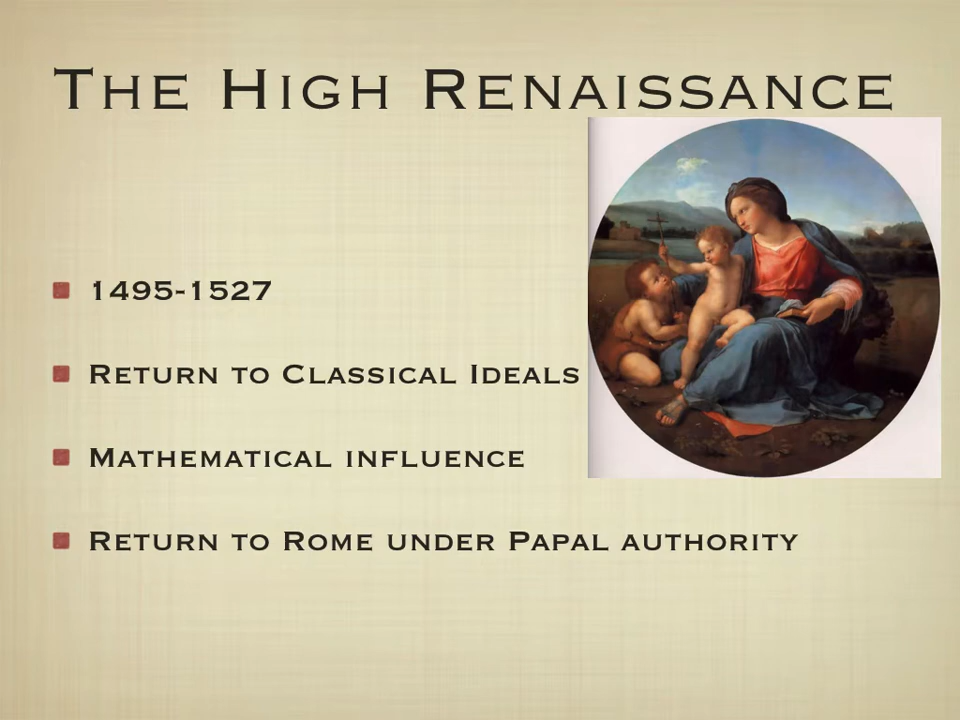 The High Renaissance
1495-1527
Return to Classical Ideals
Mathematical influence
Return to Rome under Papal authority